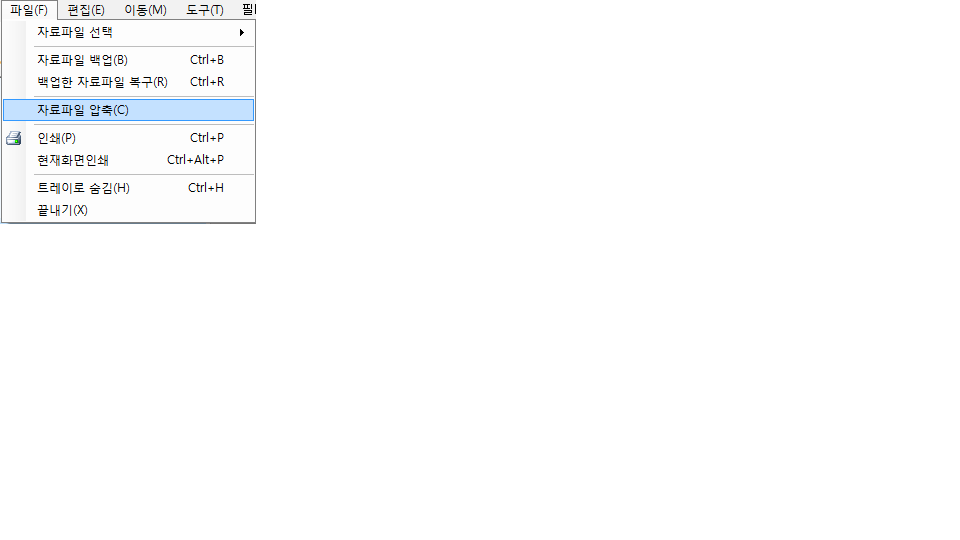 파일(F) 편집(E) 이동(M) 도구(T)
자료파일 선택
자료파일 백업(B) Ctrl+B
백업한 자료파일 복구(R) Ctrl+R
자료파일 압축(C)
인쇄(P) Ctrl+P
현재화면인쇄 Ctrl+Alt+P
트레이로 숨김(H) Ctrl+H
끝내기(X)